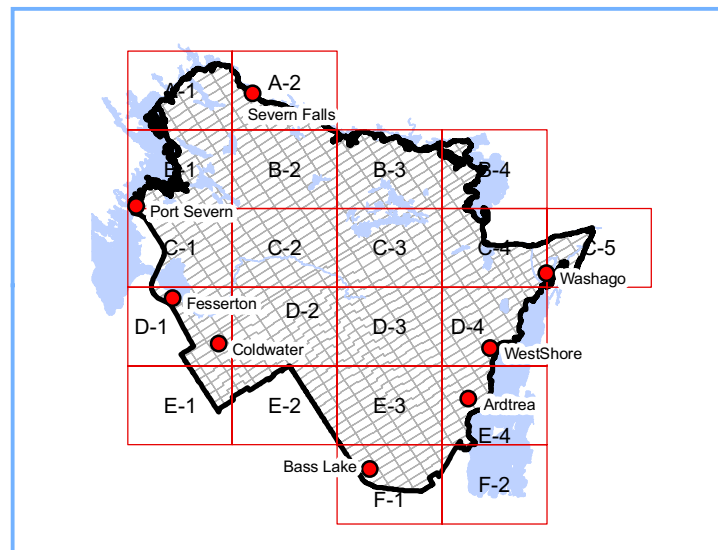 A-1
A-2
Severn Falls
B-1
B-2
B-3
B-4
Port Severn
C-1
C-2
C-3
C-4
C-5
Washago
Fesserton
D-1
D-2
D-3
D-4
Coldwater
WestShore
E-1
E-2
E-3
Ardtrea
E-4
Bass Lake
F-1
F-2